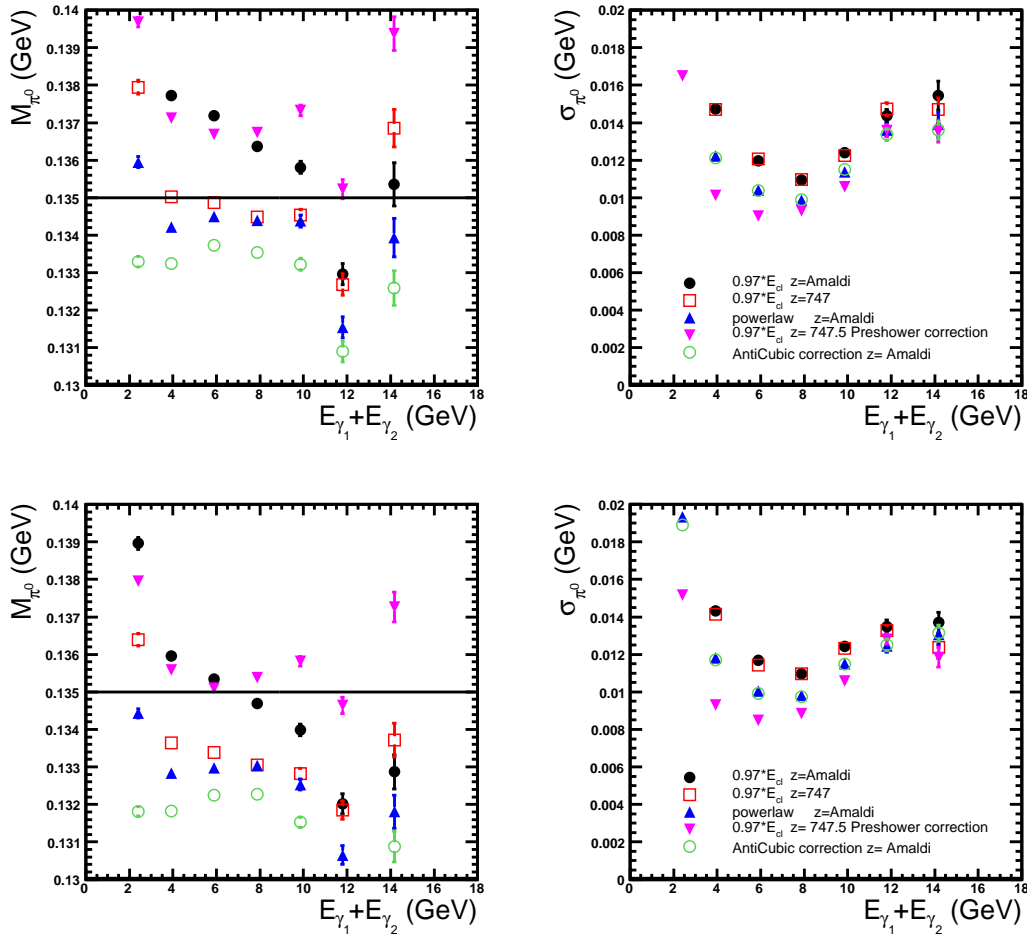 M_π⁰ (GeV)
0.14
0.139
0.138
0.137
0.136
0.135
0.134
0.133
0.132
0.131
0.13
0 2 4 6 8 10 12 14 16 18
E_γ₁+E_γ₂ (GeV)
σ_π⁰ (GeV)
0.02
0.018
0.016
0.014
0.012
0.01
0.008
0.006
0.004
0.002
0
0 2 4 6 8 10 12 14 16 18
E_γ₁+E_γ₂ (GeV)
0.97*E_cl z=Amaldi
0.97*E_cl z=747
powerlaw z=Amaldi
0.97*E_cl z= 747.5 Preshower correction
AntiCubic correction z= Amaldi
M_π⁰ (GeV)
0.14
0.139
0.138
0.137
0.136
0.135
0.134
0.133
0.132
0.131
0.13
0 2 4 6 8 10 12 14 16 18
E_γ₁+E_γ₂ (GeV)
σ_π⁰ (GeV)
0.02
0.018
0.016
0.014
0.012
0.01
0.008
0.006
0.004
0.002
0
0 2 4 6 8 10 12 14 16 18
E_γ₁+E_γ₂ (GeV)
0.97*E_cl z=Amaldi
0.97*E_cl z=747
powerlaw z=Amaldi
0.97*E_cl z= 747.5 Preshower correction
AntiCubic correction z= Amaldi